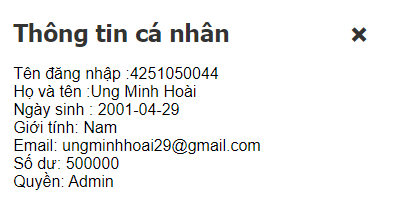 Thông tin cá nhân
Tên đăng nhập :4251050044
Họ và tên :Ung Minh Hoài
Ngày sinh : 2001-04-29
Giới tính: Nam
Email: ungminhhoai29@gmail.com
Số dư: 500000
Quyền: Admin